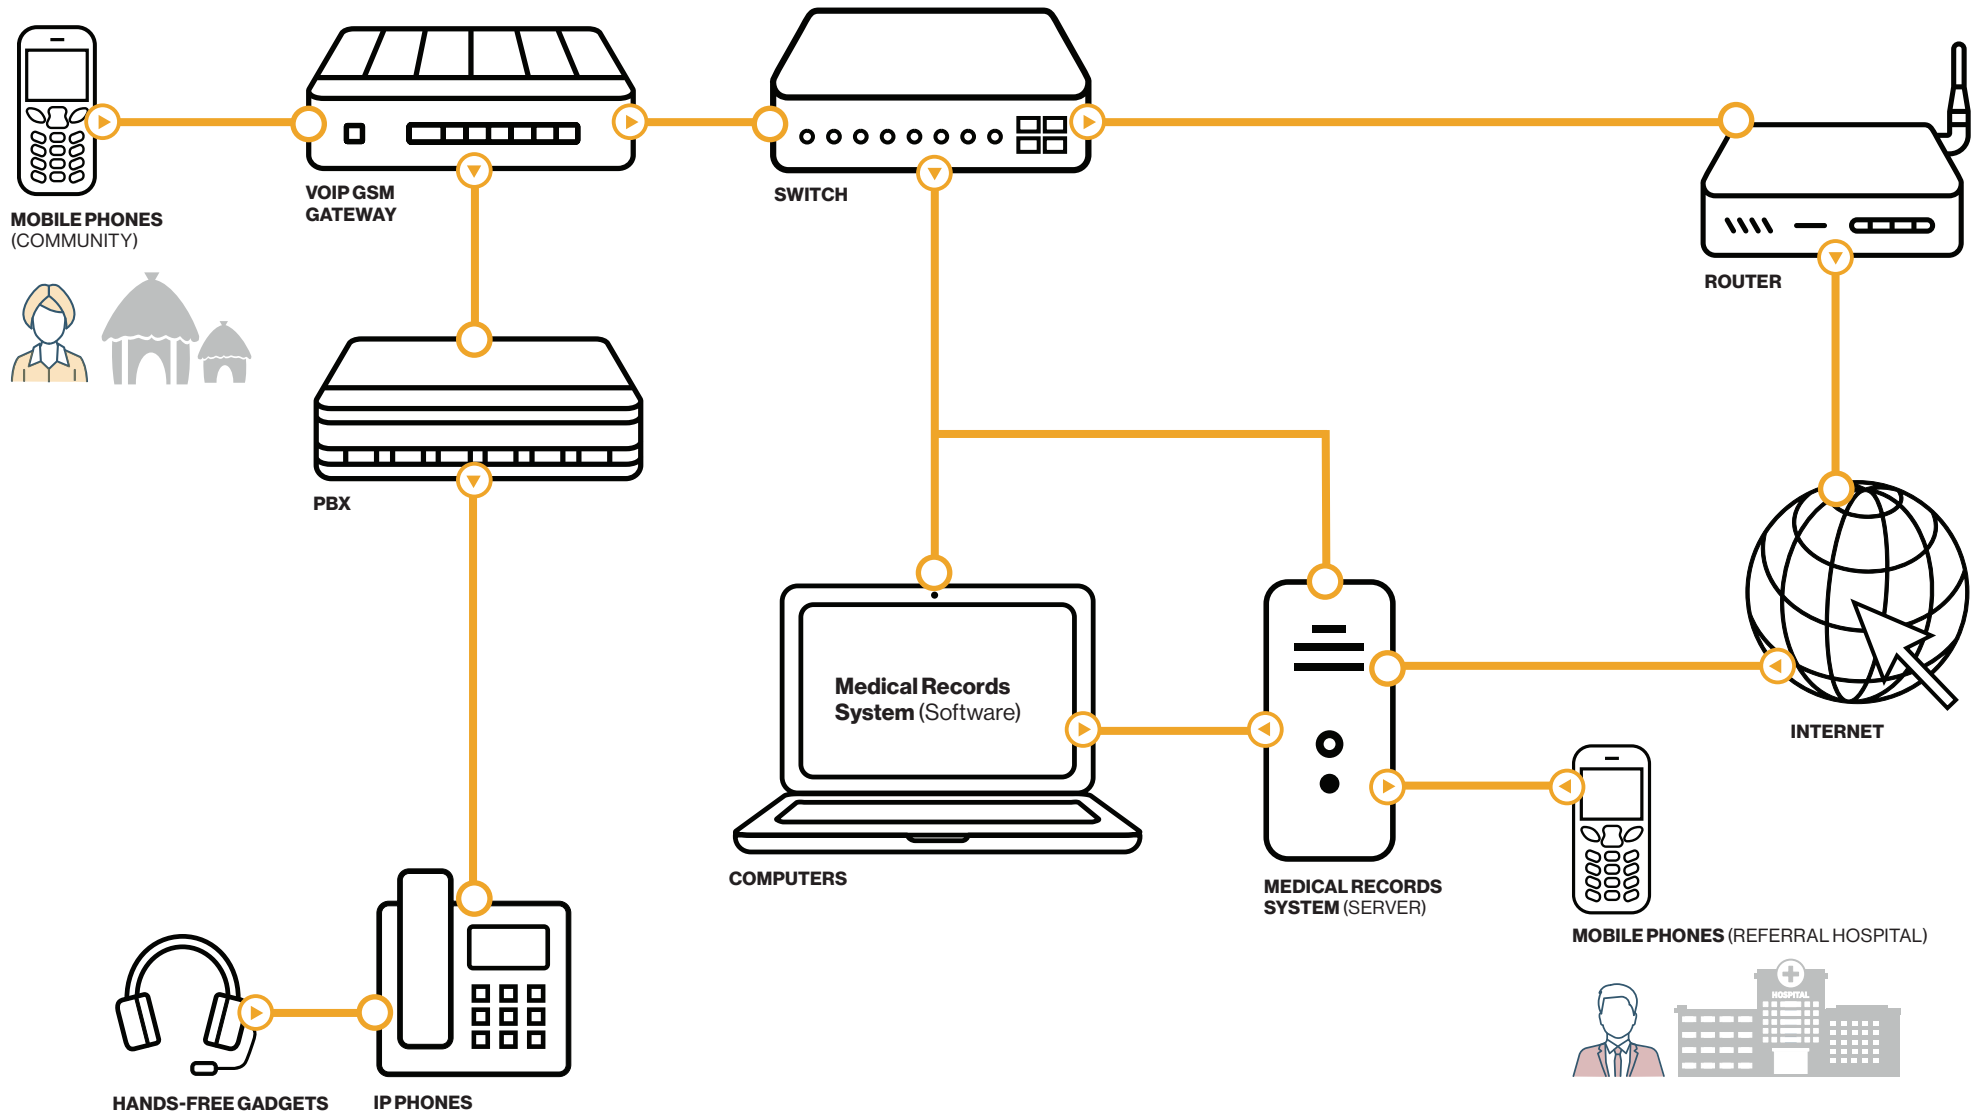 MOBILE PHONES
(COMMUNITY)
VOIP GSM
GATEWAY
SWITCH
ROUTER
PBX
Medical Records
System (Software)
INTERNET
COMPUTERS
MEDICAL RECORDS
SYSTEM (SERVER)
MOBILE PHONES (REFERRAL HOSPITAL)
HOSPITAL
HANDS-FREE GADGETS
IP PHONES